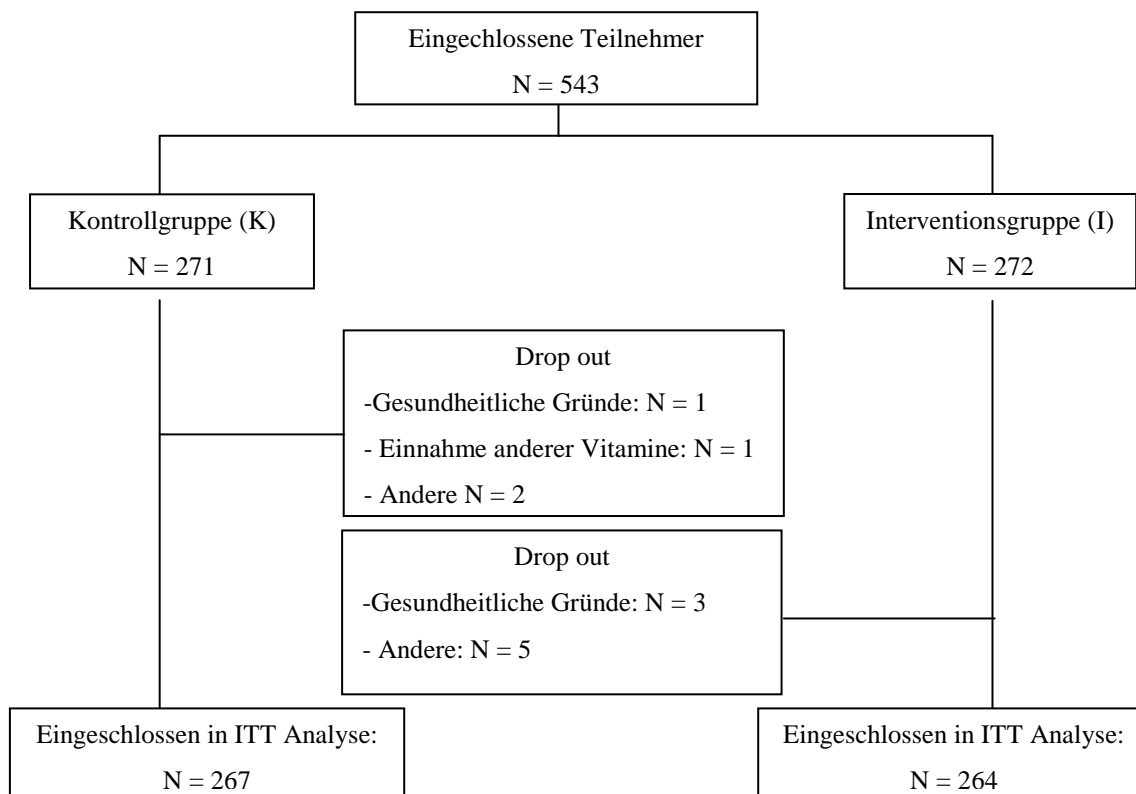 Eingechlossene Teilnehmer
N = 543
Kontrollgruppe (K)
N = 271
Interventionsgruppe (I)
N = 272
Drop out
-Gesundheitliche Gründe: N = 1
- Einnahme anderer Vitamine: N = 1
- Andere N = 2
Drop out
-Gesundheitliche Gründe: N = 3
- Andere: N = 5
Eingeschlossen in ITT Analyse:
N = 267
Eingeschlossen in ITT Analyse:
N = 264